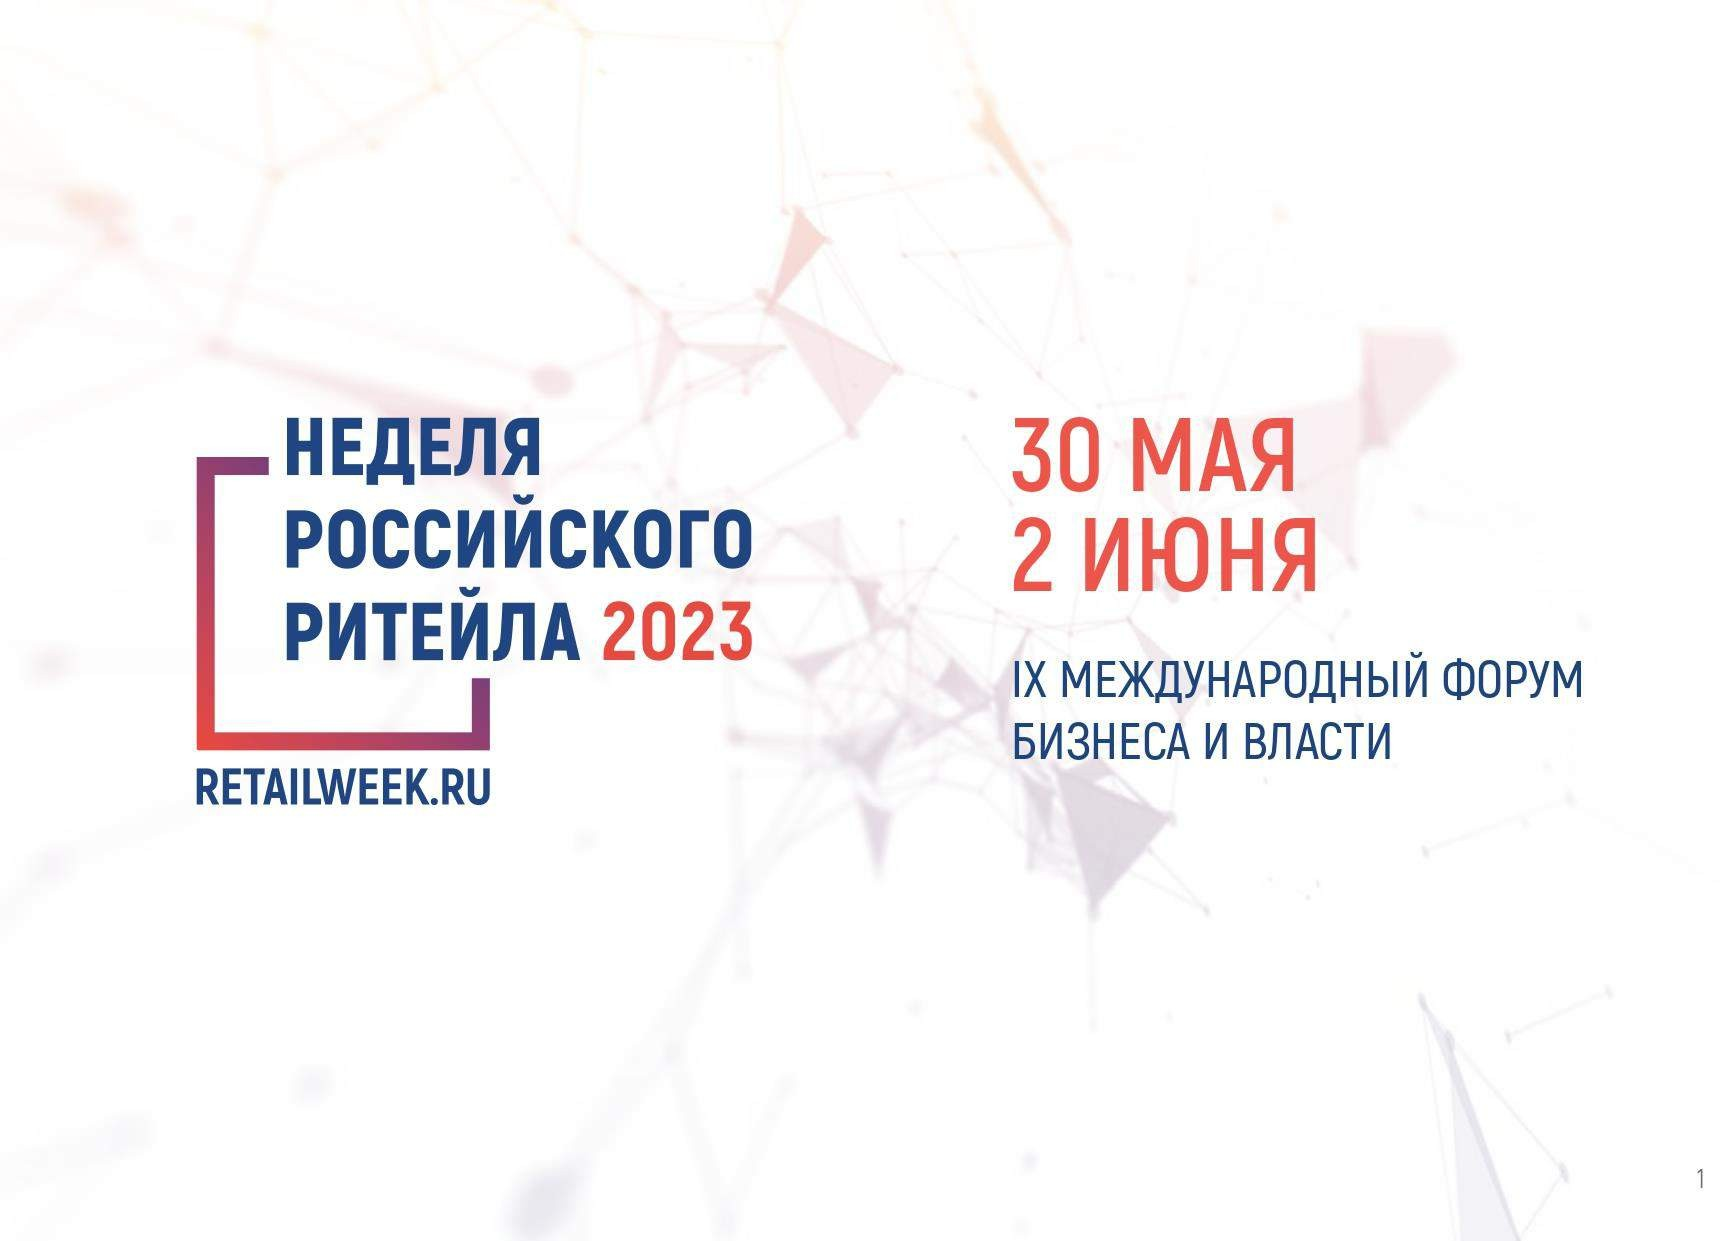 НЕДЕЛЯ
РОССИЙСКОГО
РИТЕЙЛА 2023
RETAILWEEK.RU
30 МАЯ
2 ИЮНЯ
IX МЕЖДУНАРОДНЫЙ ФОРУМ
БИЗНЕСА И ВЛАСТИ
1